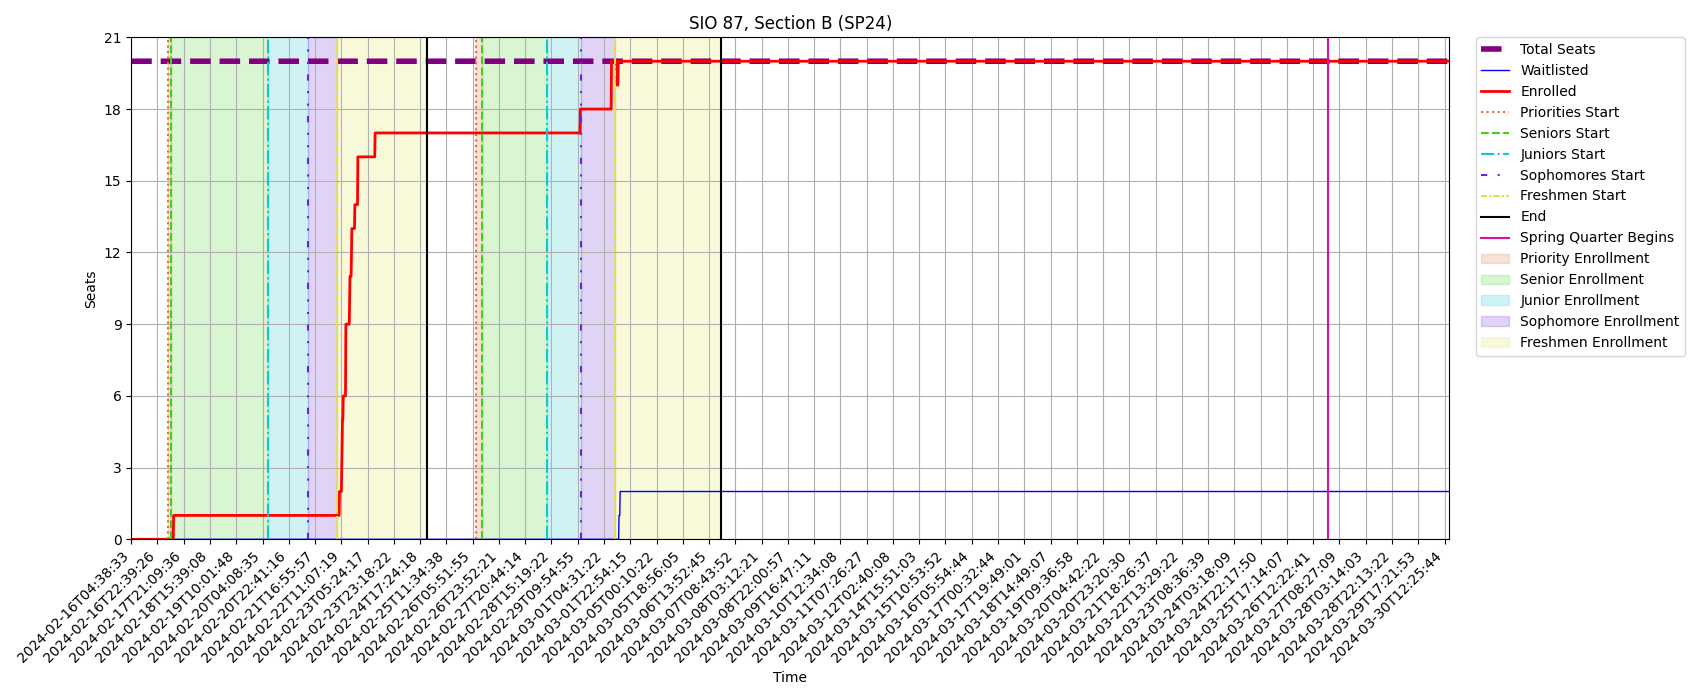 SIO 87, Section B (SP24)
21
18
15
12
9
6
3
0
Seats
2024-02-16T04:38:33
2024-02-16T22:39:26
2024-02-17T21:09:36
2024-02-18T15:39:08
2024-02-19T10:01:48
2024-02-20T04:08:35
2024-02-20T22:41:16
2024-02-21T16:55:57
2024-02-22T11:07:19
2024-02-23T05:24:17
2024-02-23T23:18:22
2024-02-24T17:24:18
2024-02-25T11:34:38
2024-02-26T05:51:55
2024-02-26T23:52:21
2024-02-27T20:44:14
2024-02-28T15:19:22
2024-02-29T09:54:55
2024-03-01T04:31:22
2024-03-01T22:54:15
2024-03-05T00:10:22
2024-03-05T18:56:05
2024-03-06T13:52:45
2024-03-07T08:43:52
2024-03-08T03:12:21
2024-03-08T22:00:57
2024-03-09T16:47:11
2024-03-10T12:34:08
2024-03-11T07:26:27
2024-03-12T02:40:08
2024-03-14T15:51:03
2024-03-15T10:53:52
2024-03-16T05:54:44
2024-03-17T00:32:44
2024-03-17T19:49:01
2024-03-18T14:49:07
2024-03-19T09:36:58
2024-03-20T04:42:22
2024-03-20T23:20:30
2024-03-21T18:26:37
2024-03-22T13:29:22
2024-03-23T08:36:39
2024-03-24T03:18:09
2024-03-24T22:17:50
2024-03-25T17:14:07
2024-03-26T12:22:41
2024-03-27T08:27:09
2024-03-28T03:14:03
2024-03-28T22:13:22
2024-03-29T17:21:53
2024-03-30T12:25:44
Time
Total Seats
Waitlisted
Enrolled
Priorities Start
Seniors Start
Juniors Start
Sophomores Start
Freshmen Start
End
Spring Quarter Begins
Priority Enrollment
Senior Enrollment
Junior Enrollment
Sophomore Enrollment
Freshmen Enrollment